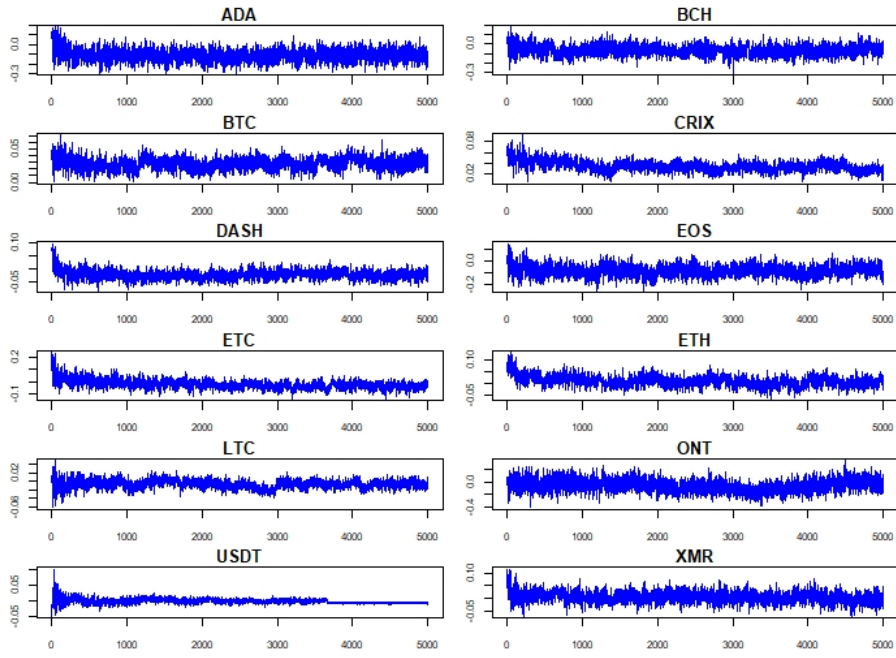 ADA BCH
0.0 0.0
-0.3 -0.3
0 1000 2000 3000 4000 5000 0 1000 2000 3000 4000 5000
BTC CRIX
0.05 0.08
0.00 0.02
0 1000 2000 3000 4000 5000 0 1000 2000 3000 4000 5000
DASH EOS
0.10 0.0
-0.05 -0.2
0 1000 2000 3000 4000 5000 0 1000 2000 3000 4000 5000
ETC ETH
0.2 0.10
-0.1 -0.05
0 1000 2000 3000 4000 5000 0 1000 2000 3000 4000 5000
LTC ONT
0.02 0.0
-0.06 -0.4
0 1000 2000 3000 4000 5000 0 1000 2000 3000 4000 5000
USDT XMR
0.05 0.10
-0.05 -0.05
0 1000 2000 3000 4000 5000 0 1000 2000 3000 4000 5000